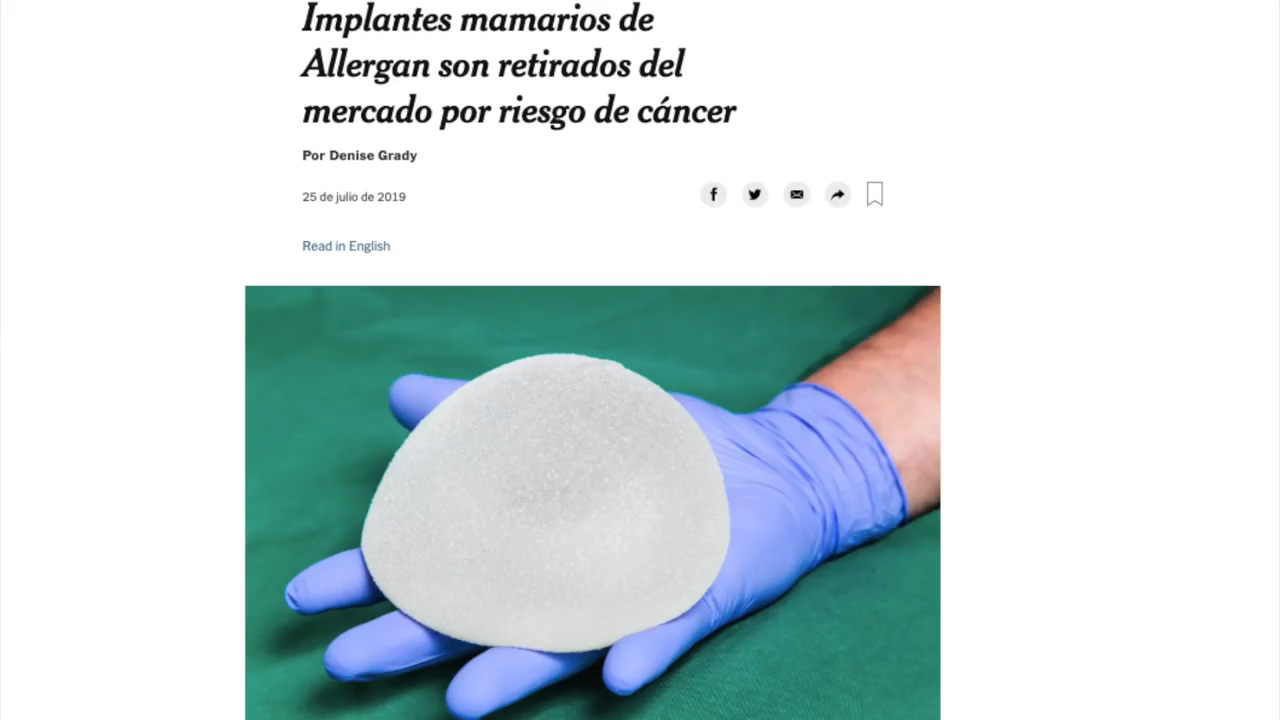 Implantes mamarios de
Allergan son retirados del
mercado por riesgo de cáncer
Por Denise Grady
25 de julio de 2019
Read in English